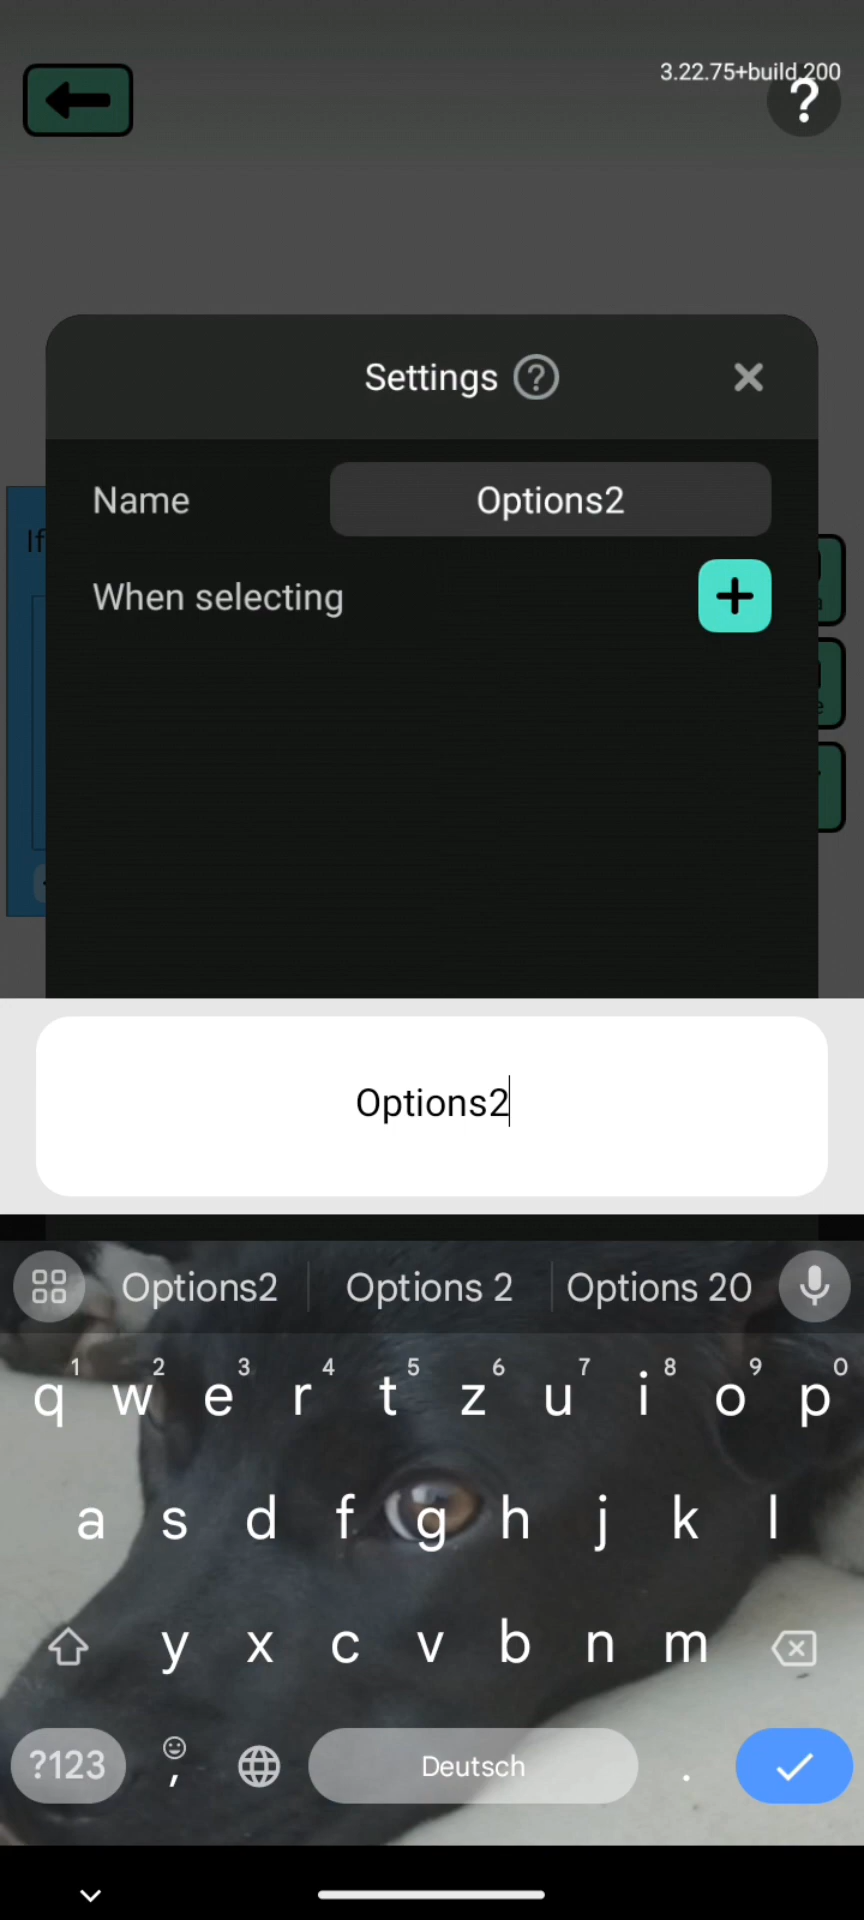 3.22.75+build.200
?
Settings ?
Name Options2
If
When selecting
e
Options2
Options2 Options 2 Options 20
1 2 3 4 5 6 7 8 9 0
q w e r t z u i o p
a s d f g h j k l
y x c v b n m
?123 , Deutsch .